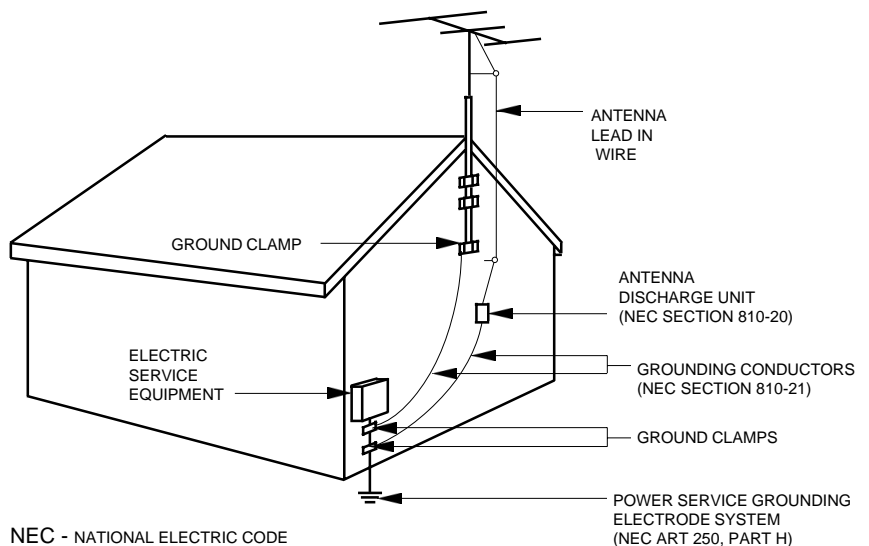 ANTENNA
LEAD IN
WIRE
GROUND CLAMP
ANTENNA
DISCHARGE UNIT
(NEC SECTION 810-20)
ELECTRIC
SERVICE
EQUIPMENT
GROUNDING CONDUCTORS
(NEC SECTION 810-21)
GROUND CLAMPS
POWER SERVICE GROUNDING
ELECTRODE SYSTEM
(NEC ART 250, PART H)
NEC - NATIONAL ELECTRIC CODE